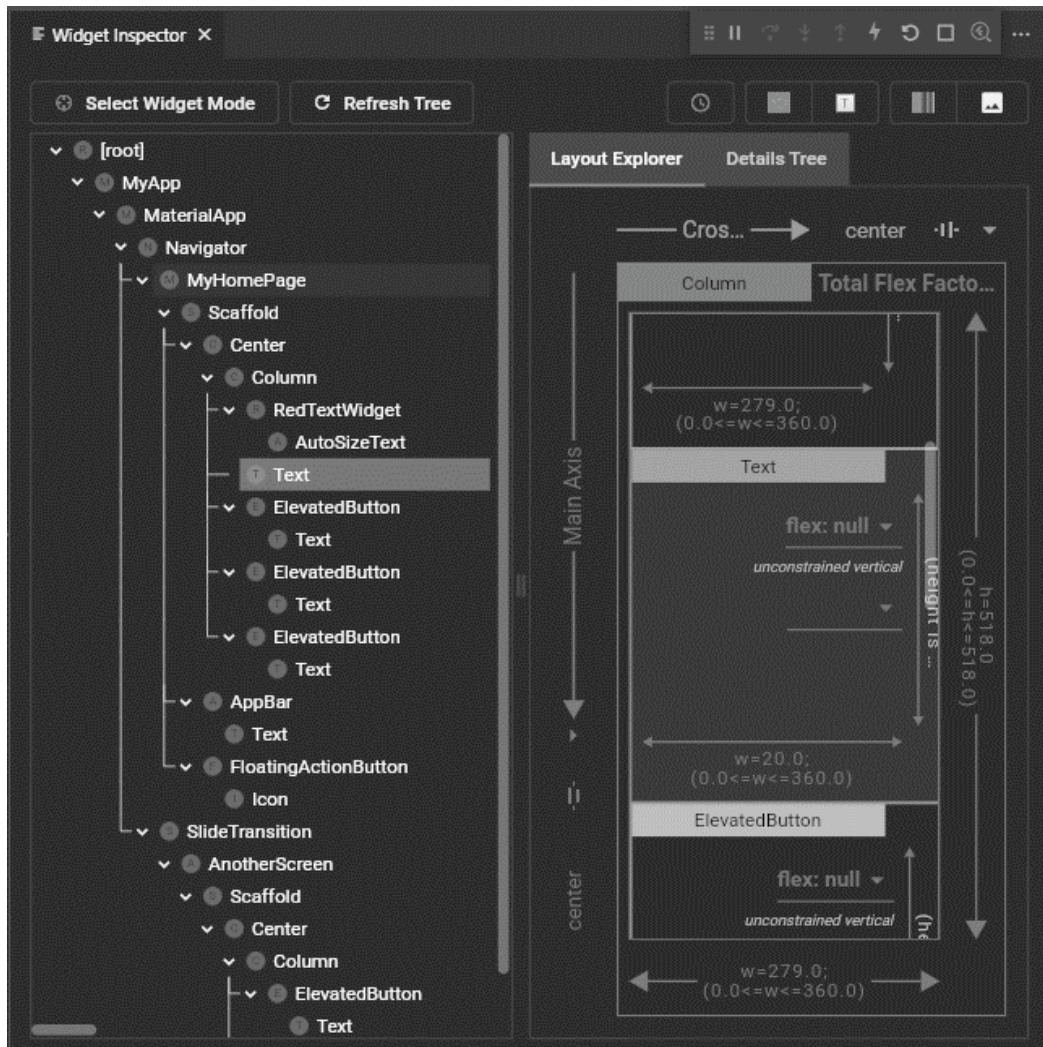 Widget Inspector
Select Widget Mode
Refresh Tree
[root]
MyApp
MaterialApp
Navigator
MyHomePage
Scaffold
Center
Column
RedTextWidget
AutoSizeText
Text
ElevatedButton
Text
ElevatedButton
Text
ElevatedButton
Text
AppBar
Text
FloatingActionButton
Icon
SlideTransition
AnotherScreen
Scaffold
Center
Column
ElevatedButton
Text
Layout Explorer Details Tree
Cros... center
Column Total Flex Facto...
w=279.0;
(0.0<=w<=360.0)
Main Axis
center
Text
flex: null
unconstrained vertical
(height is ...
w=20.0;
(0.0<=w<=360.0)
ElevatedButton
flex: null
unconstrained vertical
(he
h=518.0
(0.0<=h<=518.0)
w=279.0;
(0.0<=w<=360.0)